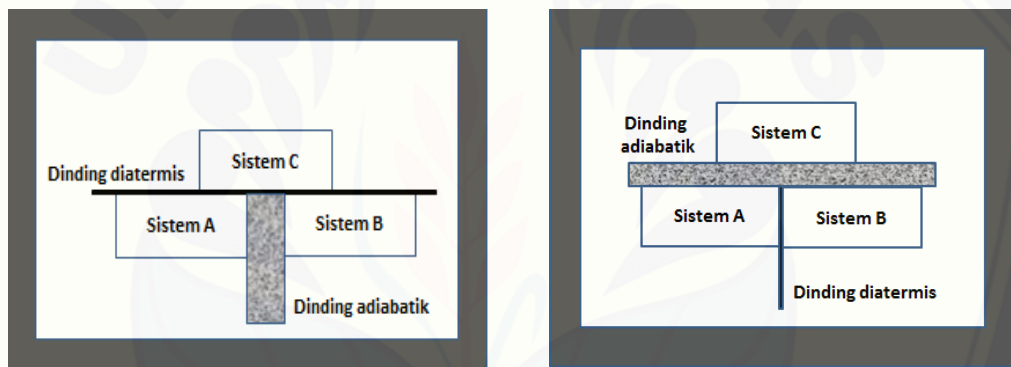 Sistem C
Dinding diatermis
Sistem A
Sistem B
Dinding adiabatik
Dinding
adiabatik
Sistem C
Sistem A
Sistem B
Dinding diatermis